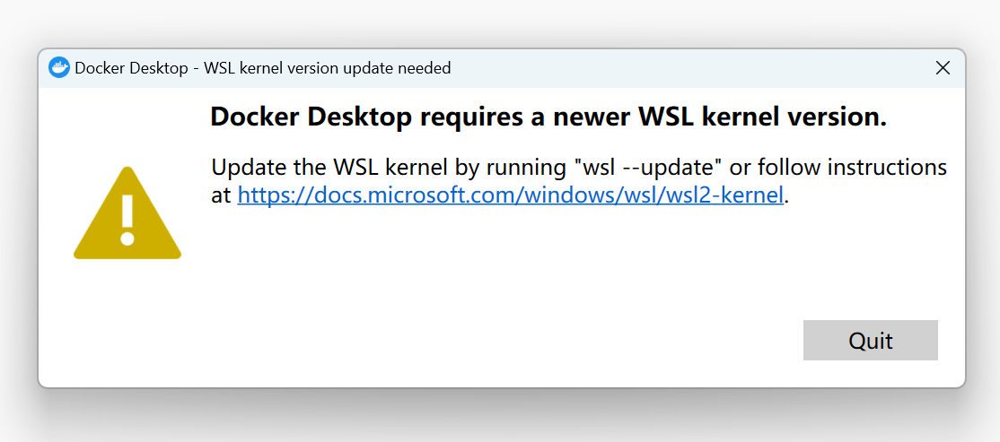 Docker Desktop - WSL kernel version update needed
Docker Desktop requires a newer WSL kernel version.
Update the WSL kernel by running "wsl --update" or follow instructions
at https://docs.microsoft.com/windows/wsl/wsl2-kernel.
Quit